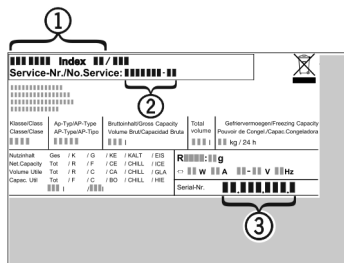 1
Index /
Service-Nr./No.Service: -
2
Klasse/Class Ap-Typ/AP-Type Bruttoinhalt/Gross Capacity Total Gefriervermoegen/Freezing Capacity
Classe/Clase AP-Type/AP-Tipo Volume Brut/Capacidad Bruta volume Pouvoir de Congel./Capac.Congeladora
l l kg / 24 h
Nutzinhalt Ges / K / G / KE / KALT / EIS
Net.Capacity Tot / R / F / CE / CHILL / ICE
Volume Utile Tot / R / C / CA / CHILL / GLA
Capac. Util Tot / F / C / BO / CHILL / HIE
l / l
R : g
W A - V Hz
Serial-Nr. , , ,
3